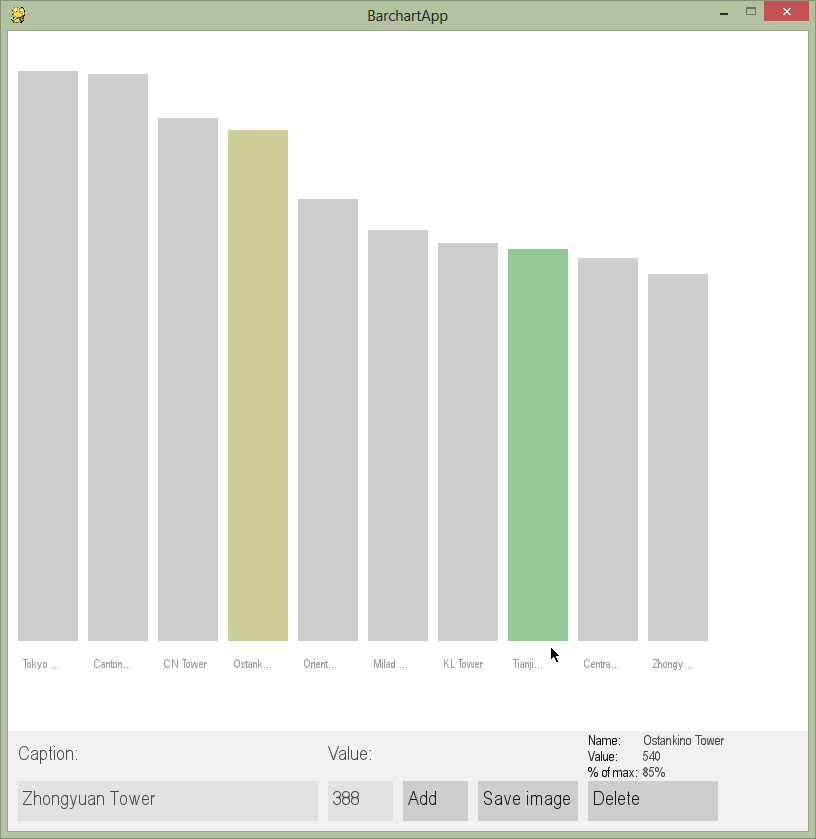 BarchartApp
Tokyo ...
Canton...
CN Tower
Ostank...
Orient...
Milad ...
KL Tower
Tianji...
Centra...
Zhongy...
Caption:
Value:
Name: Ostankino Tower
Value: 540
% of max: 85%
Zhongyuan Tower
388
Add
Save image
Delete